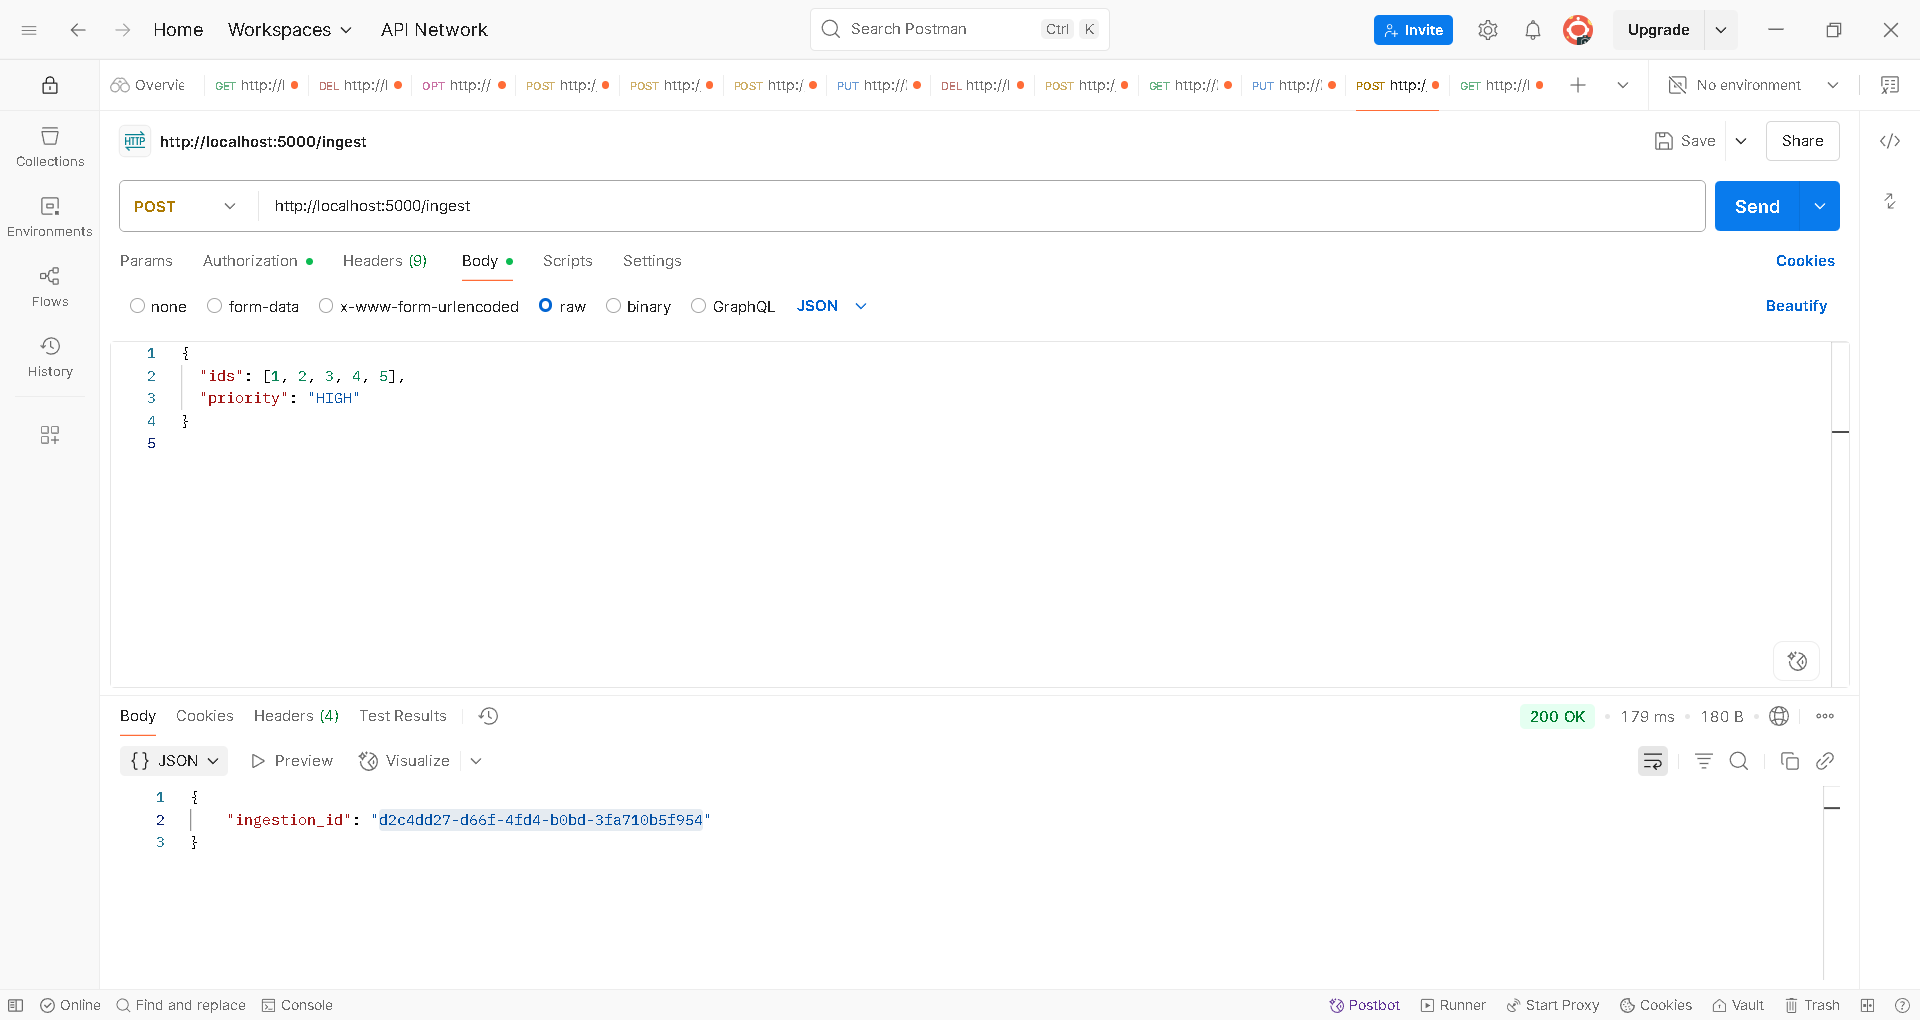 Home Workspaces API Network Search Postman Ctrl K Invite Upgrade
Overvie GET http://l DEL http://l OPT http:// POST http:/ POST http:/ POST http:/ PUT http:// DEL http://l POST http:/ GET http:// PUT http:// POST http:/ GET http://l No environment
HTTP http://localhost:5000/ingest Save Share
Collections
POST http://localhost:5000/ingest Send
Environments
Params Authorization Headers (9) Body Scripts Settings Cookies
Flows
none form-data x-www-form-urlencoded raw binary GraphQL JSON Beautify
History
1 {
2 "ids": [1, 2, 3, 4, 5],
3 "priority": "HIGH"
4 }
5
Body Cookies Headers (4) Test Results 200 OK 179 ms 180 B
{} JSON Preview Visualize
1 {
2 "ingestion_id": "d2c4dd27-d66f-4fd4-b0bd-3fa710b5f954"
3 }
Online Find and replace Console Postbot Runner Start Proxy Cookies Vault Trash